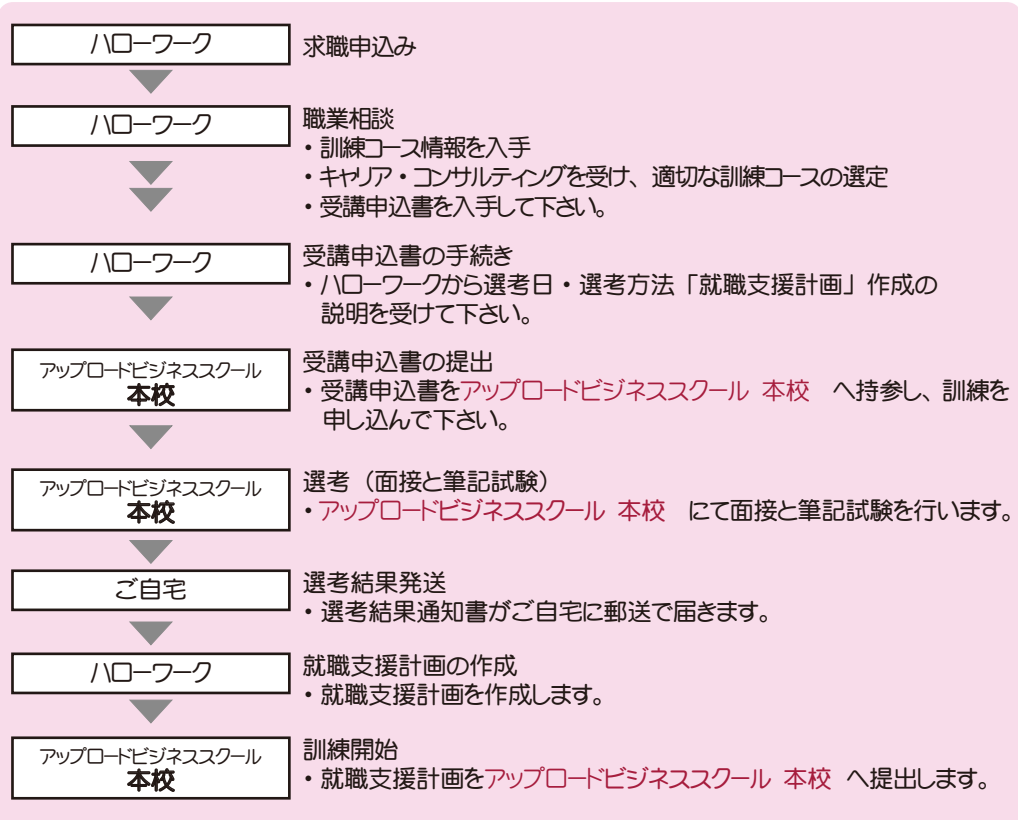 ハローワーク
求職申込み
ハローワーク
職業相談
・訓練コース情報を入手
・キャリア・コンサルティングを受け、適切な訓練コースの選定
・受講申込書を入手して下さい。
ハローワーク
受講申込書の手続き
・ハローワークから選考日・選考方法「就職支援計画」作成の
説明を受けて下さい。
アップロードビジネススクール
本校
受講申込書の提出
・受講申込書をアップロードビジネススクール 本校 へ持参し、訓練を
申し込んで下さい。
アップロードビジネススクール
本校
選考（面接と筆記試験）
・アップロードビジネススクール 本校 にて面接と筆記試験を行います。
ご自宅
選考結果発送
・選考結果通知書がご自宅に郵送で届きます。
ハローワーク
就職支援計画の作成
・就職支援計画を作成します。
アップロードビジネススクール
本校
訓練開始
・就職支援計画をアップロードビジネススクール 本校 へ提出します。